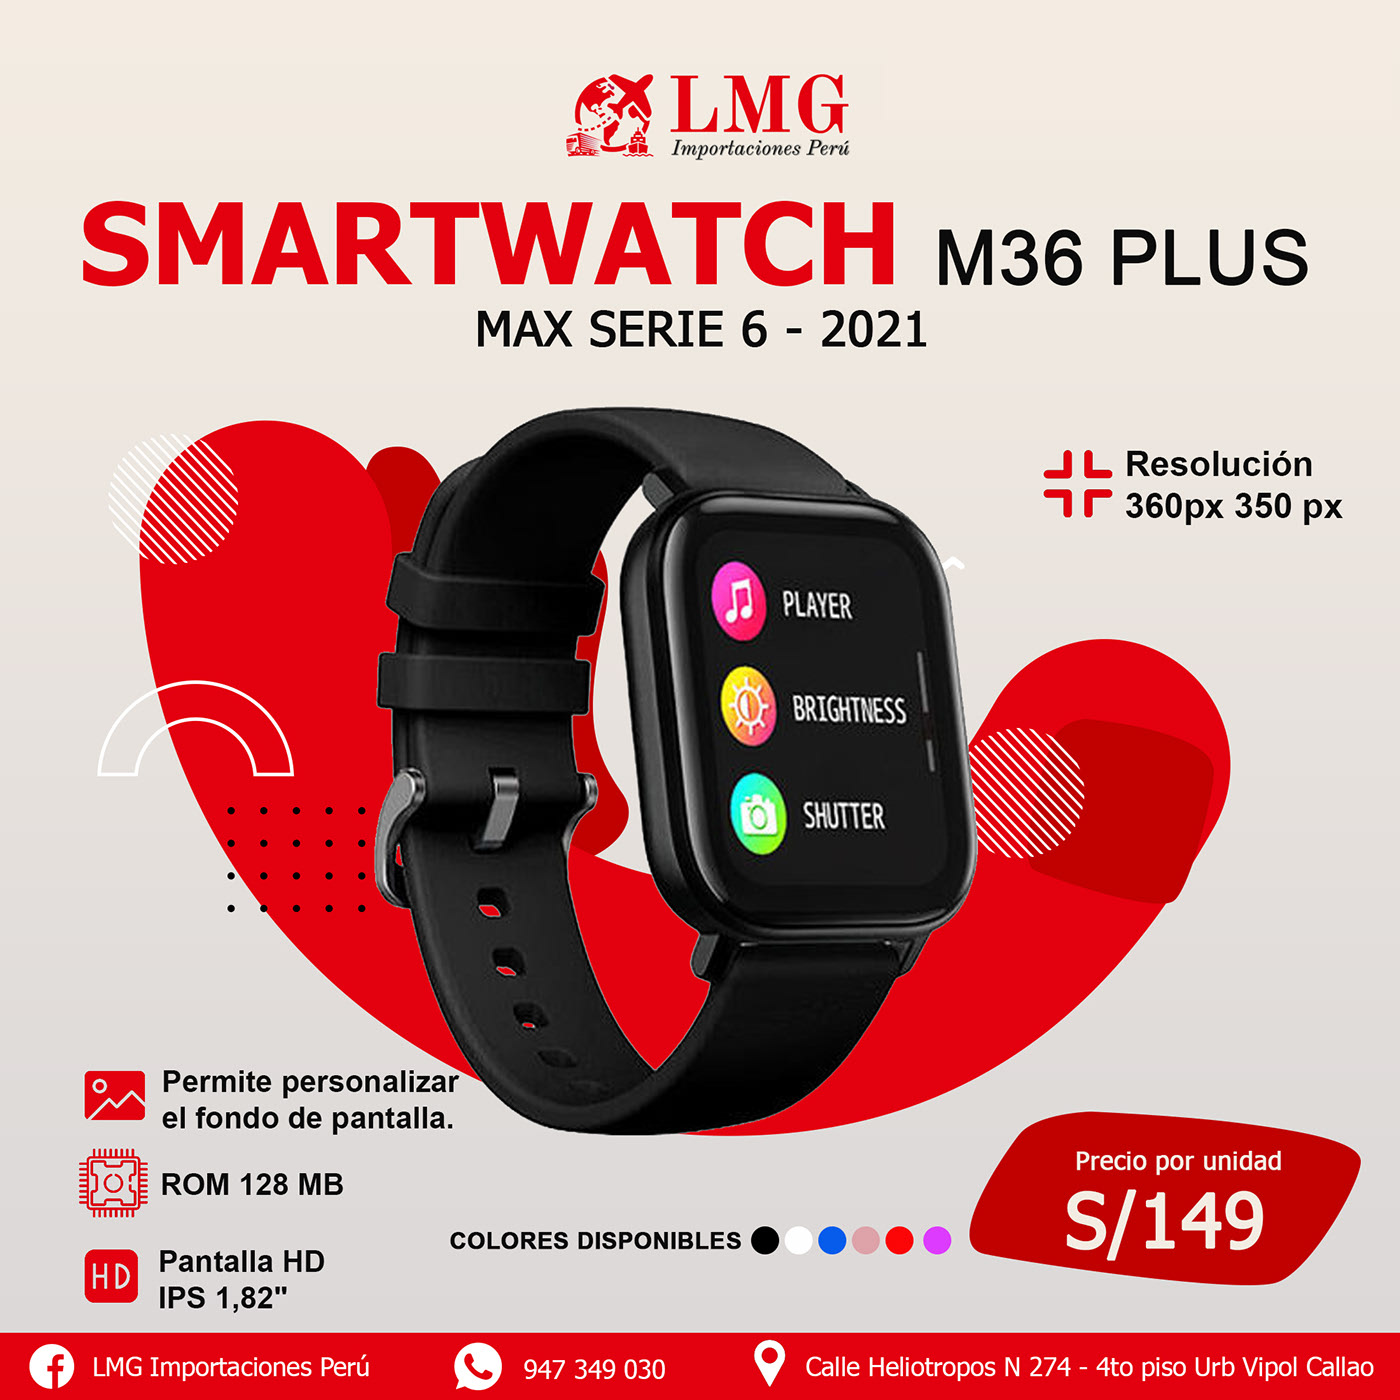 LMG
Importaciones Perú
SMARTWATCH M36 PLUS
MAX SERIE 6 - 2021
Resolución
360px 350 px
PLAYER
BRIGHTNESS
SHUTTER
Permite personalizar
el fondo de pantalla.
ROM 128 MB
HD
Pantalla HD
IPS 1,82"
COLORES DISPONIBLES
Precio por unidad
S/149
LMG Importaciones Perú
947 349 030
Calle Heliotropos N 274 - 4to piso Urb Vipol Callao